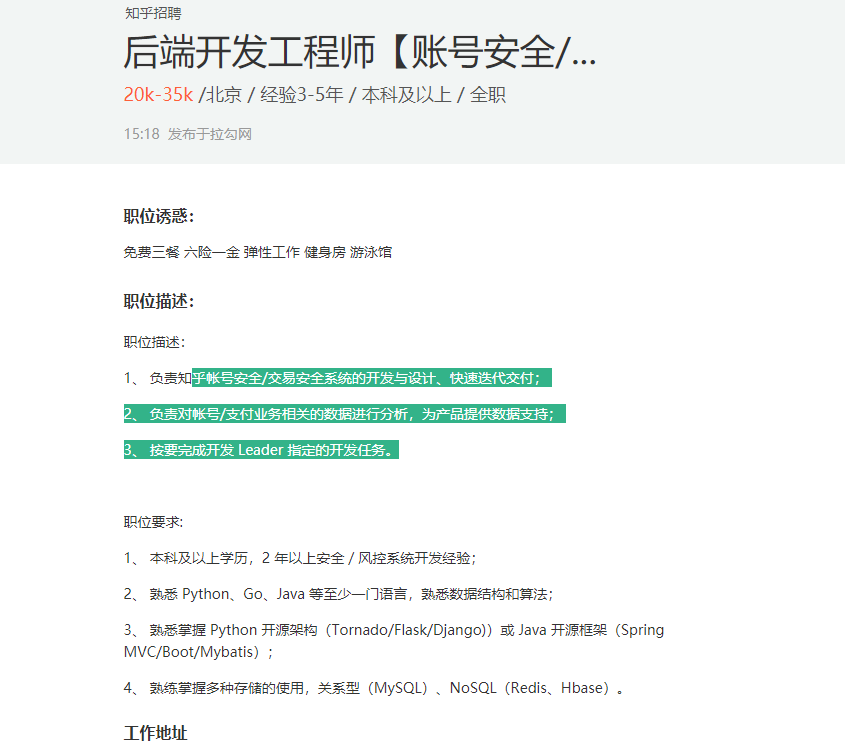 知乎招聘
后端开发工程师【账号安全/...
20k-35k /北京 / 经验3-5年 / 本科及以上 / 全职
15:18 发布于拉勾网
职位诱惑：
免费三餐 六险一金 弹性工作 健身房 游泳馆
职位描述：
职位描述：
1、 负责知乎帐号安全/交易安全系统的开发与设计、快速迭代交付；
2、 负责对帐号/支付业务相关的数据进行分析，为产品提供数据支持；
3、 按要完成开发 Leader 指定的开发任务。
职位要求:
1、 本科及以上学历，2 年以上安全 / 风控系统开发经验；
2、 熟悉 Python、Go、Java 等至少一门语言，熟悉数据结构和算法；
3、 熟悉掌握 Python 开源架构（Tornado/Flask/Django)）或 Java 开源框架（Spring
MVC/Boot/Mybatis）；
4、 熟练掌握多种存储的使用，关系型（MySQL）、NoSQL（Redis、Hbase）。
工作地址